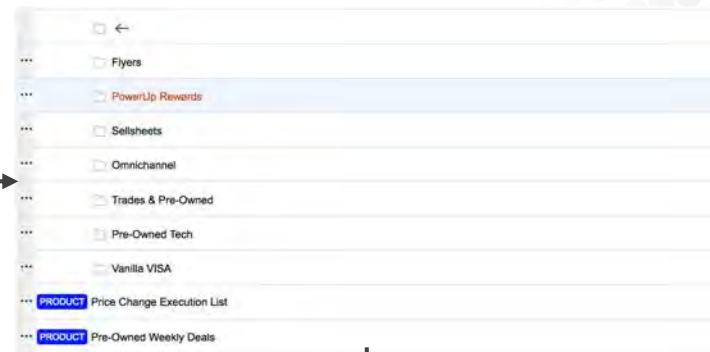 ←
... Flyers
... PowerUp Rewards
... Sellsheets
... Omnichannel
... Trades & Pre-Owned
... Pre-Owned Tech
... Vanilla VISA
... PRODUCT Price Change Execution List
... PRODUCT Pre-Owned Weekly Deals